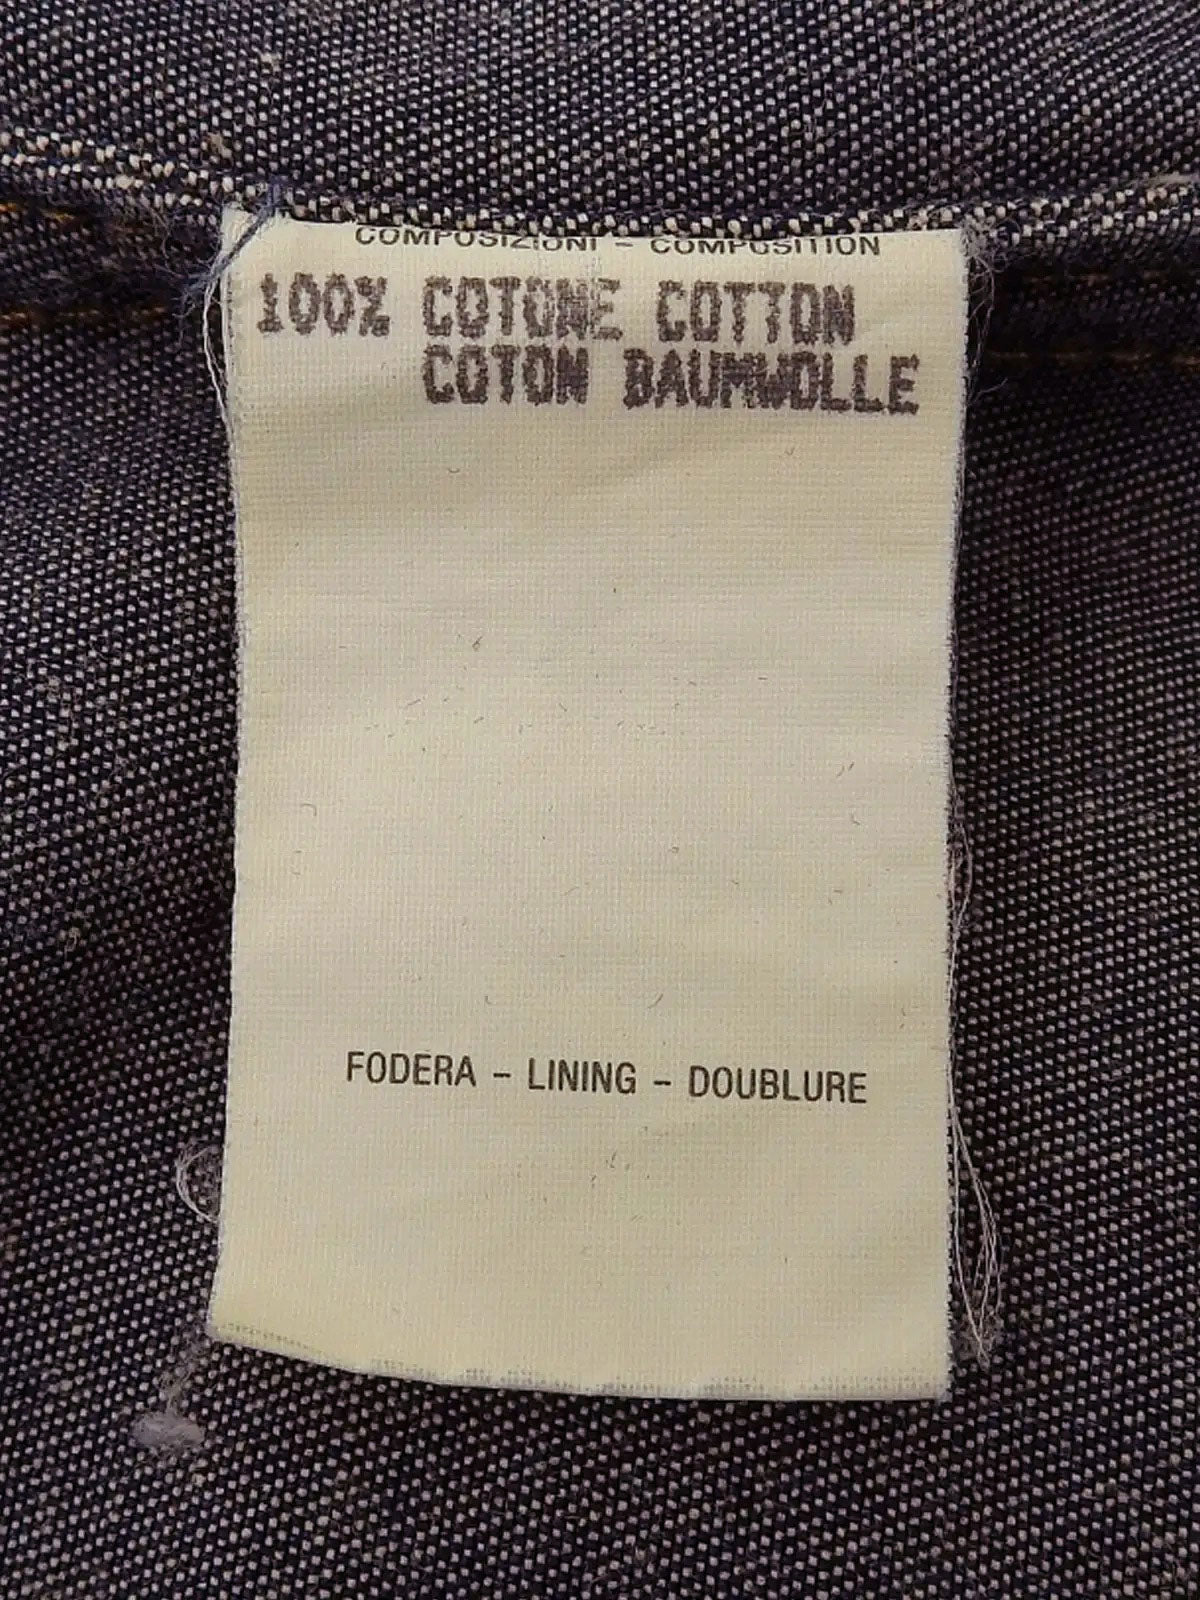 COMPOSIZIONI - COMPOSITION
100% COTONE COTTON
COTON BAUMWOLLE
FODERA - LINING - DOUBLURE